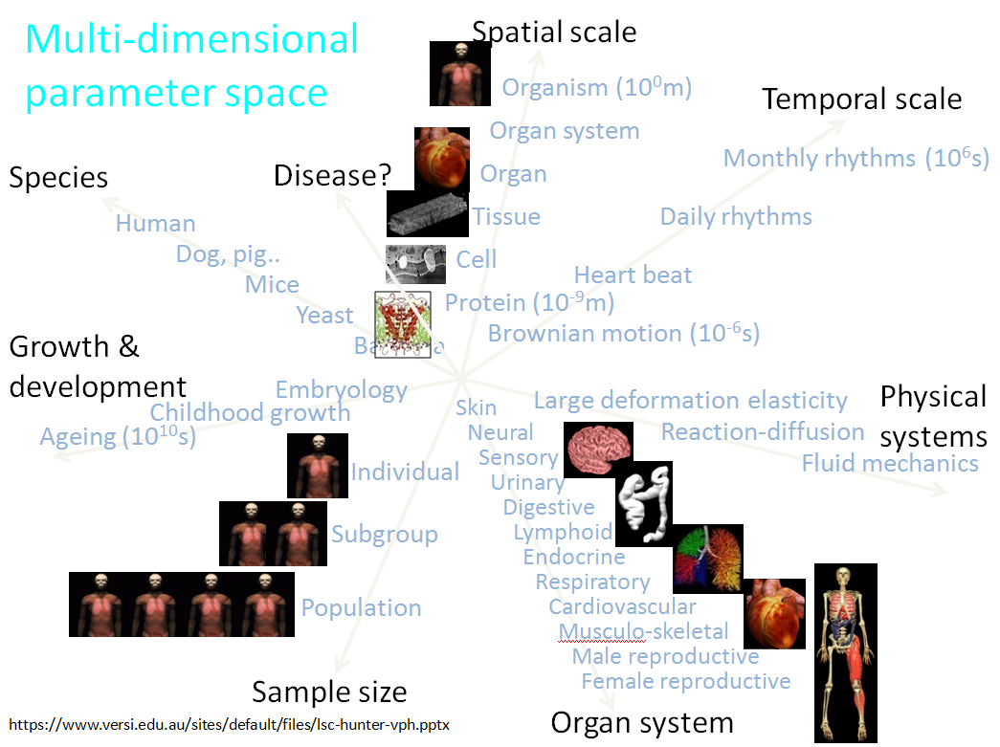 Multi-dimensional
parameter space
Spatial scale
Organism (10⁰m)
Organ system
Organ
Tissue
Cell
Protein (10⁻⁹m)
Temporal scale
Monthly rhythms (10⁶s)
Daily rhythms
Heart beat
Brownian motion (10⁻⁶s)
Disease?
Species
Human
Dog, pig..
Mice
Yeast
Growth &
development
Embryology
Childhood growth
Ageing (10¹⁰s)
Physical
systems
Large deformation elasticity
Reaction-diffusion
Fluid mechanics
Individual
Subgroup
Population
Sample size
Skin
Neural
Sensory
Urinary
Digestive
Lymphoid
Endocrine
Respiratory
Cardiovascular
Musculo-skeletal
Male reproductive
Female reproductive
Organ system
https://www.versi.edu.au/sites/default/files/lsc-hunter-vph.pptx